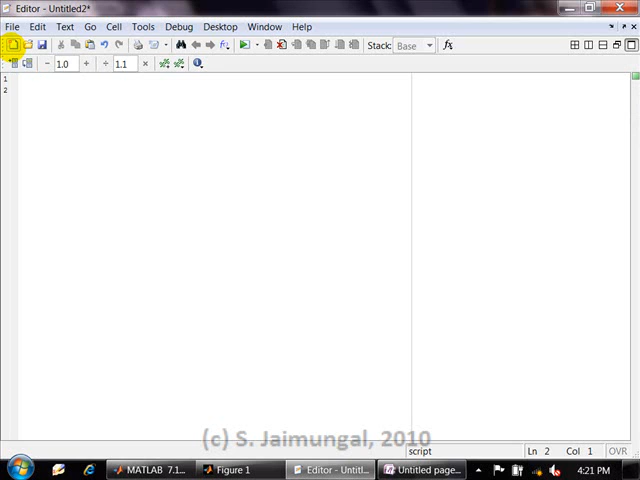 Editor - Untitled2*
File Edit Text Go Cell Tools Debug Desktop Window Help
Stack: Base fx
1.0 1.1
1
2
(c) S. Jaimungal, 2010
script Ln 2 Col 1 OVR
MATLAB 7.1... Figure 1 Editor - Untitl... Untitled page... 4:21 PM